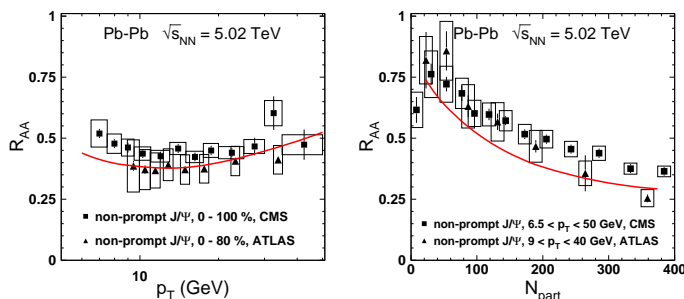 Pb-Pb √s_NN = 5.02 TeV
R_AA
1
0.75
0.5
0.25
0
non-prompt J/Ψ, 0 - 100 %, CMS
non-prompt J/Ψ, 0 - 80 %, ATLAS
10
p_T (GeV)
Pb-Pb √s_NN = 5.02 TeV
R_AA
1
0.75
0.5
0.25
0
non-prompt J/Ψ, 6.5 < p_T < 50 GeV, CMS
non-prompt J/Ψ, 9 < p_T < 40 GeV, ATLAS
0 100 200 300 400
N_part